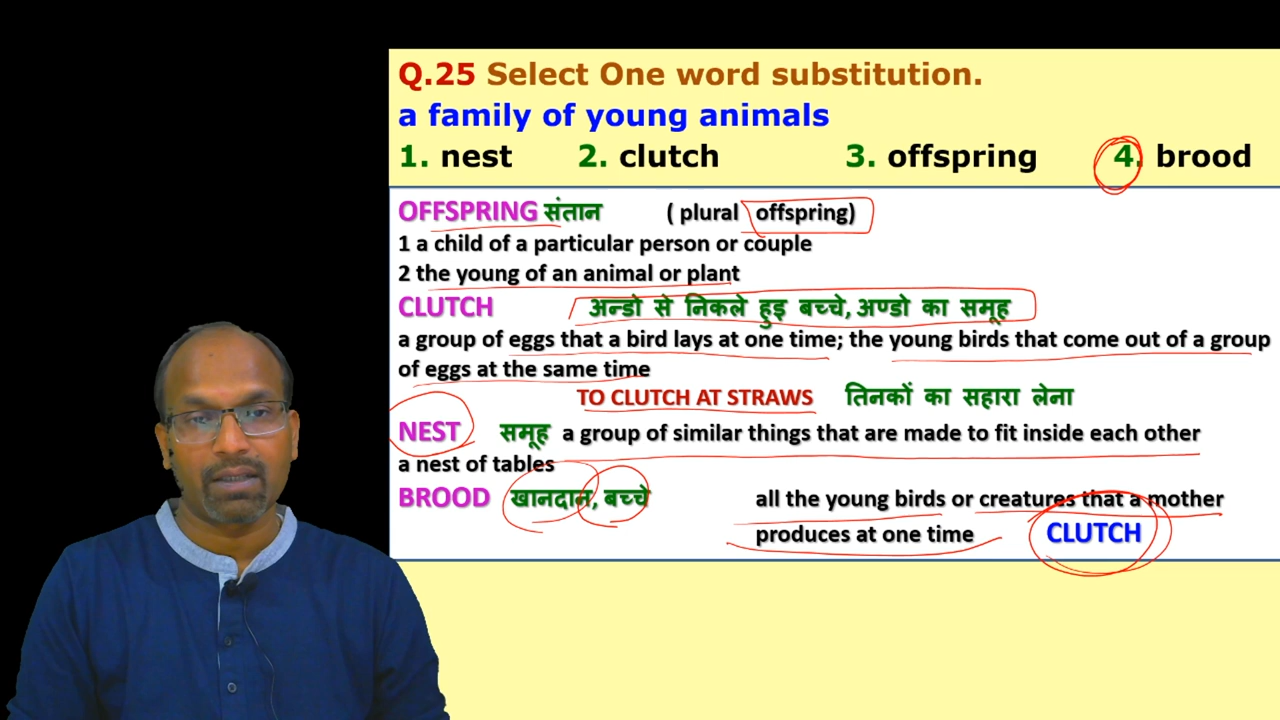 Q.25 Select One word substitution.
a family of young animals
1. nest 2. clutch 3. offspring 4. brood
OFFSPRING संतान ( plural offspring)
1 a child of a particular person or couple
2 the young of an animal or plant
CLUTCH अन्डो से निकले हुइ बच्चे, अण्डो का समूह
a group of eggs that a bird lays at one time; the young birds that come out of a group
of eggs at the same time
TO CLUTCH AT STRAWS तिनकों का सहारा लेना
NEST समूह a group of similar things that are made to fit inside each other
a nest of tables
BROOD खानदान, बच्चे all the young birds or creatures that a mother
produces at one time CLUTCH